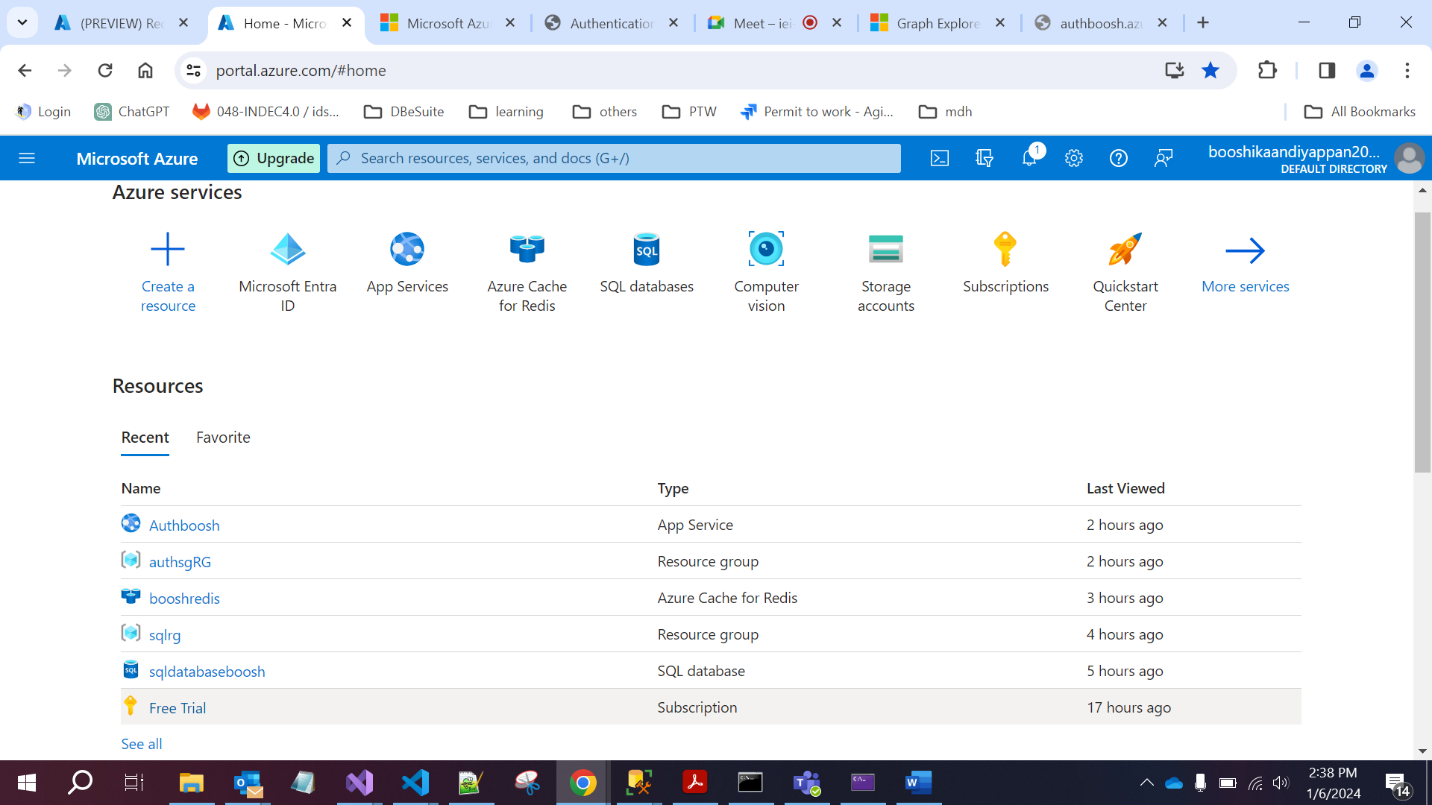 (PREVIEW) Re
Home - Micro
Microsoft Azu
Authentication
Meet – iei
Graph Explore
authboosh.az
portal.azure.com/#home
Login
ChatGPT
048-INDEC4.0 / ids...
DBeSuite
learning
others
PTW
Permit to work - Agi...
mdh
All Bookmarks
Microsoft Azure
Upgrade
Search resources, services, and docs (G+/)
1
booshikaandiyappan20...
DEFAULT DIRECTORY
Azure services
Create a
resource
Microsoft Entra
ID
App Services
Azure Cache
for Redis
SQL
SQL databases
Computer
vision
Storage
accounts
Subscriptions
Quickstart
Center
More services
Resources
Recent Favorite
Name Type Last Viewed
Authboosh App Service 2 hours ago
authsgRG Resource group 2 hours ago
booshredis Azure Cache for Redis 3 hours ago
sqlrg Resource group 4 hours ago
SQL sqldatabaseboosh SQL database 5 hours ago
Free Trial Subscription 17 hours ago
See all
2:38 PM
1/6/2024
14